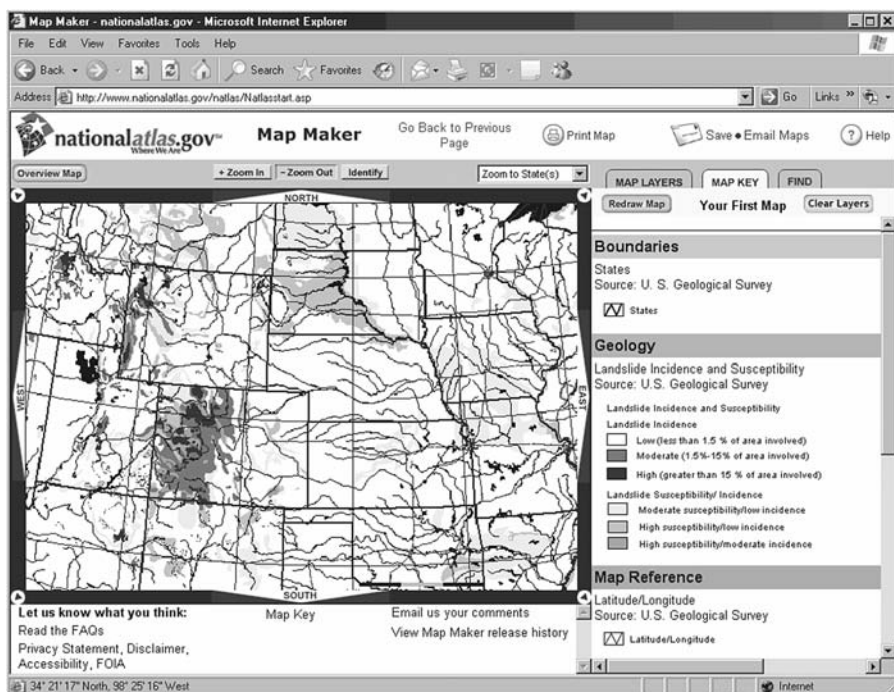 Map Maker - nationalatlas.gov - Microsoft Internet Explorer
File Edit View Favorites Tools Help
Back Search Favorites
Address http://www.nationalatlas.gov/natlas/Natlasstart.asp Go Links »
nationalatlas.gov™
Where We Are
Map Maker
Go Back to Previous
Page
Print Map
Save • Email Maps
? Help
Overview Map + Zoom In - Zoom Out Identify Zoom to State(s)
MAP LAYERS MAP KEY FIND
Redraw Map Your First Map Clear Layers
NORTH
WEST
EAST
SOUTH
Boundaries
States
Source: U. S. Geological Survey
States
Geology
Landslide Incidence and Susceptibility
Source: U.S. Geological Survey
Landslide Incidence and Susceptibility
Landslide Incidence
Low (less than 1.5 % of area involved)
Moderate (1.5%-15% of area involved)
High (greater than 15 % of area involved)
Landslide Susceptibility/ Incidence
Moderate susceptibility/low incidence
High susceptibility/low incidence
High susceptibility/moderate incidence
Map Reference
Latitude/Longitude
Source: U.S. Geological Survey
Latitude/Longitude
Let us know what you think:
Read the FAQs
Privacy Statement, Disclaimer,
Accessibility, FOIA
Map Key
Email us your comments
View Map Maker release history
34° 21' 17" North, 98° 25' 16" West Internet